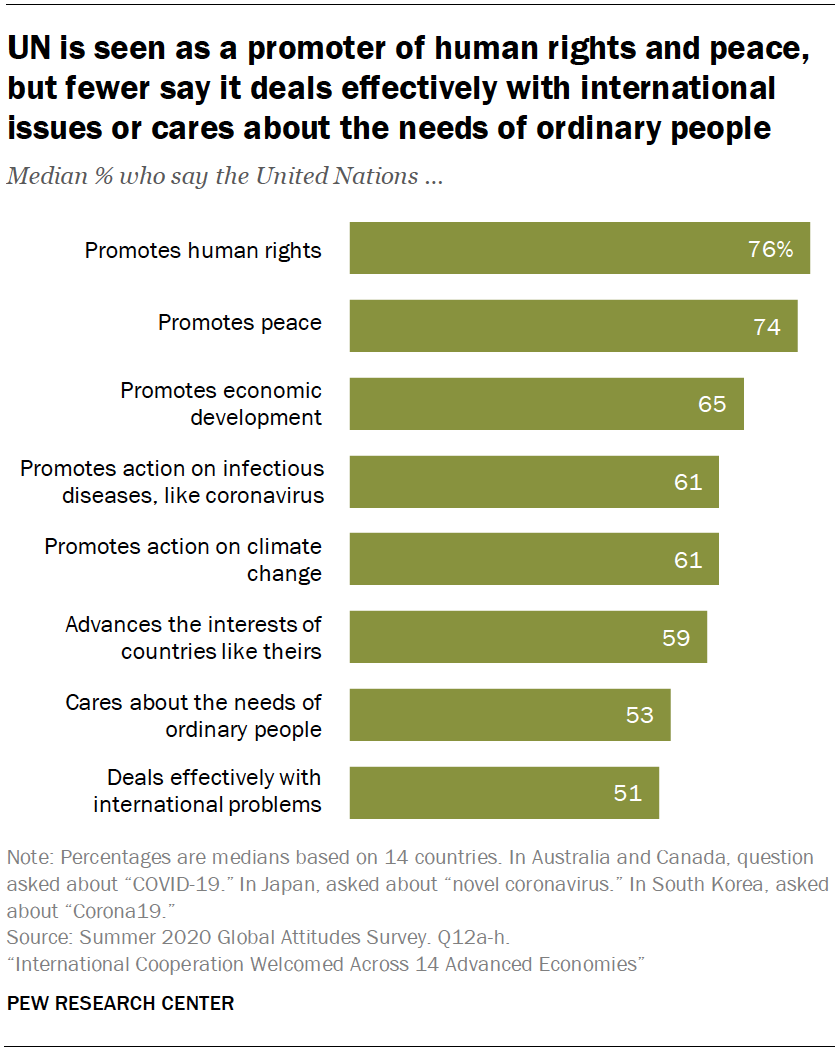 UN is seen as a promoter of human rights and peace,
but fewer say it deals effectively with international
issues or cares about the needs of ordinary people
Median % who say the United Nations ...
Promotes human rights
76%
Promotes peace
74
Promotes economic
development
65
Promotes action on infectious
diseases, like coronavirus
61
Promotes action on climate
change
61
Advances the interests of
countries like theirs
59
Cares about the needs of
ordinary people
53
Deals effectively with
international problems
51
Note: Percentages are medians based on 14 countries. In Australia and Canada, question
asked about “COVID-19.” In Japan, asked about “novel coronavirus.” In South Korea, asked
about “Corona19.”
Source: Summer 2020 Global Attitudes Survey. Q12a-h.
“International Cooperation Welcomed Across 14 Advanced Economies”
PEW RESEARCH CENTER